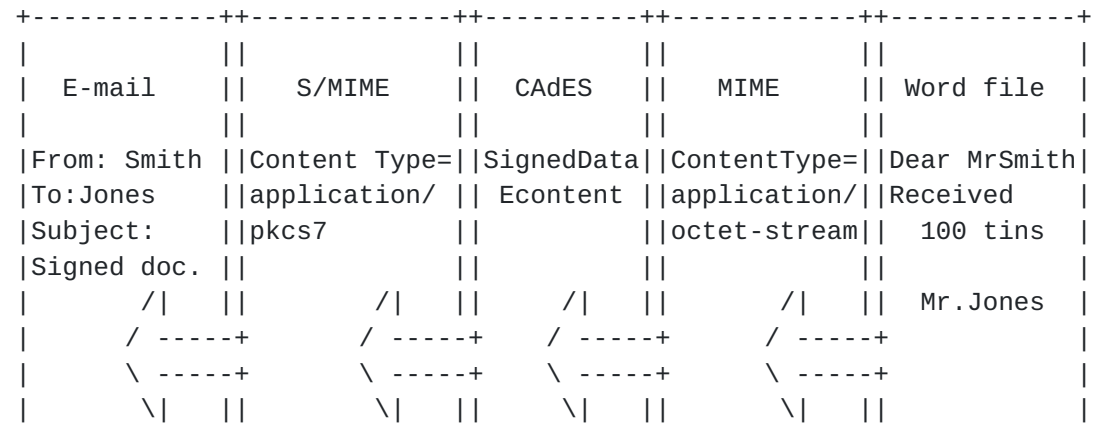 +------------++-------------++----------++------------++------------+
|            ||             ||          ||            ||            |
|  E-mail    ||   S/MIME    ||  CAdES   ||   MIME     || Word file  |
|            ||             ||          ||            ||            |
|From: Smith ||Content Type=||SignedData||ContentType=||Dear MrSmith|
|To:Jones    ||application/ || Econtent ||application/||Received    |
|Subject:    ||pkcs7        ||          ||octet-stream||  100 tins  |
|Signed doc. ||             ||          ||            ||            |
|       /|   ||        /|   ||     /|   ||       /|   ||  Mr.Jones  |
|      / -----+       / -----+    / -----+      / -----+            |
|      \ -----+       \ -----+    \ -----+      \ -----+            |
|       \|   ||        \|   ||     \|   ||       \|   ||            |